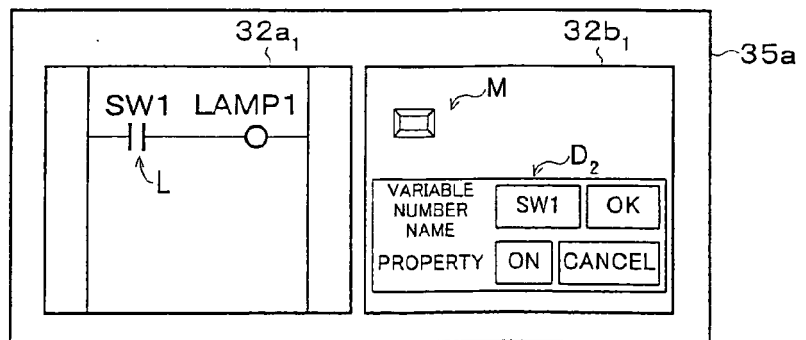 32a₁
32b₁
35a
SW1 LAMP1
L
M
D₂
VARIABLE
NUMBER
NAME
SW1
OK
PROPERTY
ON
CANCEL